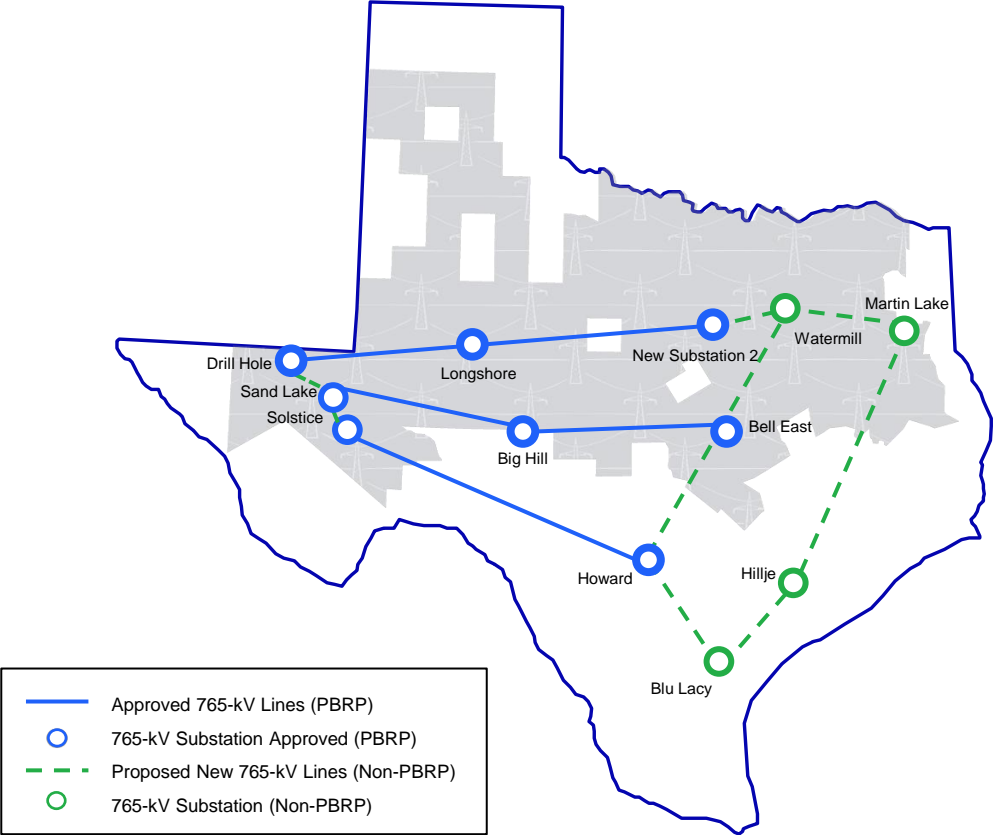 Martin Lake
Watermill
New Substation 2
Drill Hole
Longshore
Sand Lake
Solstice
Bell East
Big Hill
Howard
Hillje
Blu Lacy
Approved 765-kV Lines (PBRP)
765-kV Substation Approved (PBRP)
Proposed New 765-kV Lines (Non-PBRP)
765-kV Substation (Non-PBRP)